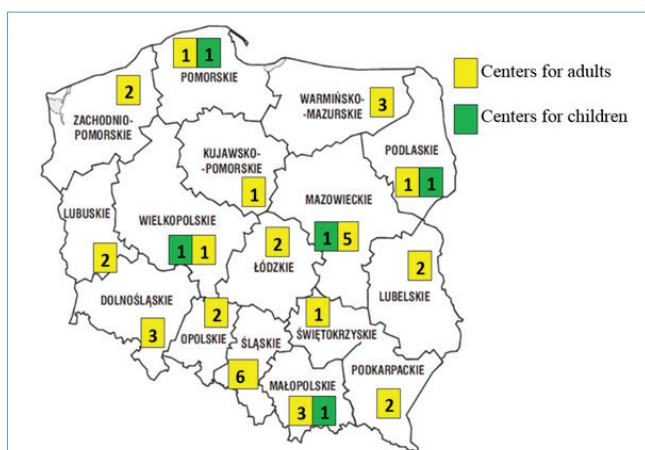 1 1
POMORSKIE
2
ZACHODNIO-
POMORSKIE
WARMIŃSKO-
MAZURSKIE
3
Centers for adults
Centers for children
KUJAWSKO-
POMORSKIE
1
PODLASKIE
1 1
LUBUSKIE
2
WIELKOPOLSKIE
1 1
MAZOWIECKIE
1 5
2
ŁÓDZKIE
2
LUBELSKIE
DOLNOŚLĄSKIE
3
2
OPOLSKIE
ŚLĄSKIE
6
1
ŚWIĘTOKRZYSKIE
MAŁOPOLSKIE
3 1
PODKARPACKIE
2